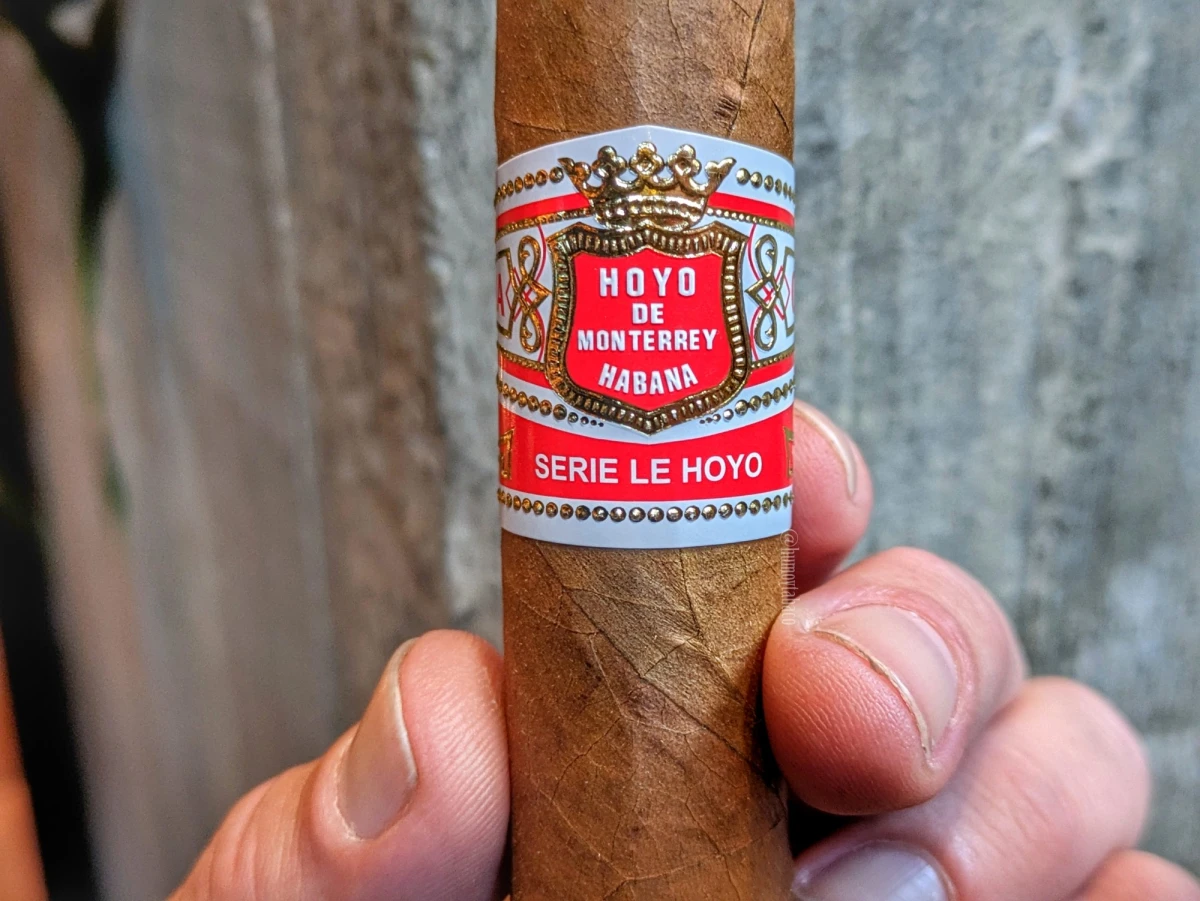 HOYO
DE
MONTERREY
HABANA
SERIE LE HOYO